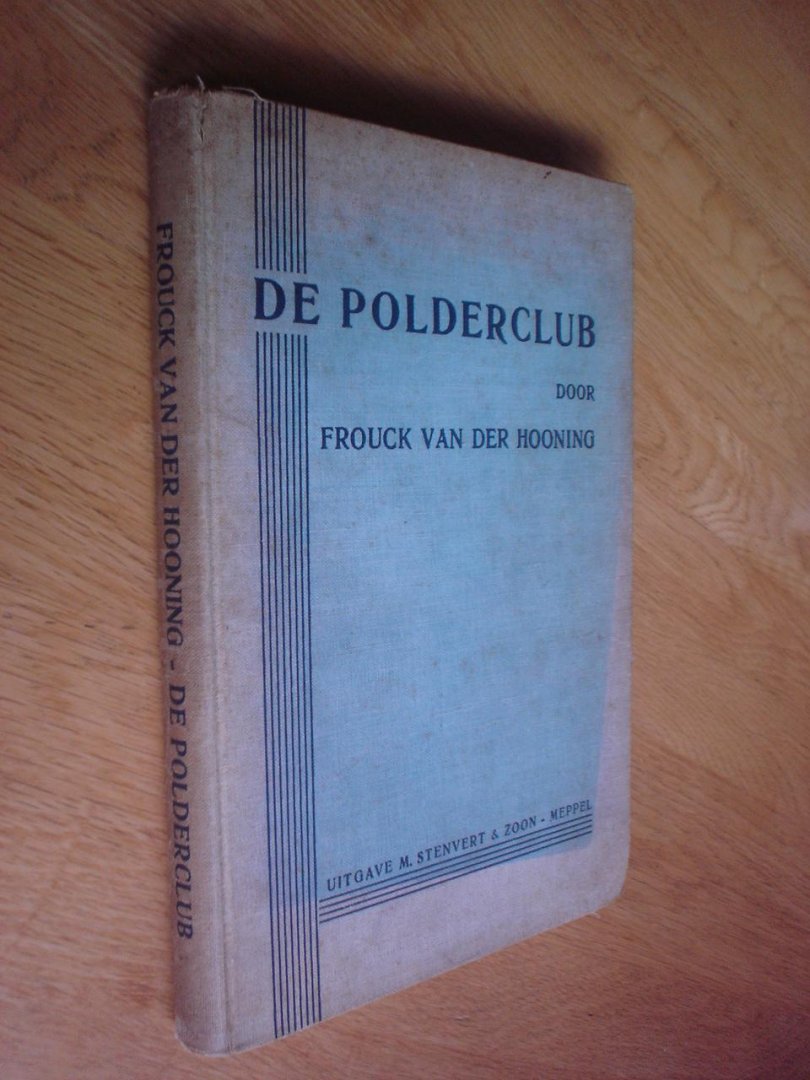 FROUCK VAN DER HOONING - DE POLDERCLUB
DE POLDERCLUB
DOOR
FROUCK VAN DER HOONING
UITGAVE M. STENVERT & ZOON - MEPPEL